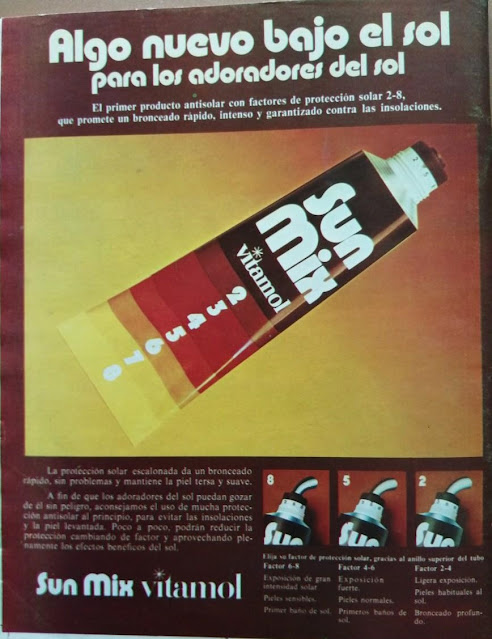 Algo nuevo bajo el sol
para los adoradores del sol
El primer producto antisolar con factores de protección solar 2-8,
que promete un bronceado rápido, intenso y garantizado contra las insolaciones.
Sun
Mix
vitamol
2
3
4
5
6
7
8
La protección solar escalonada da un bronceado
rápido, sin problemas y mantiene la piel tersa y suave.
A fin de que los adoradores del sol puedan gozar
de él sin peligro, aconsejamos el uso de mucha protec-
ción antisolar al principio, para evitar las insolaciones
y la piel levantada. Poco a poco, podrán reducir la
protección cambiando de factor y aprovechando ple-
namente los efectos benéficos del sol.
Sun Mix vitamol
8 5 2
Elija su factor de protección solar, gracias al anillo superior del tubo
Factor 6-8
Exposición de gran
intensidad solar
Pieles sensibles.
Primer baño de sol.
Factor 4-6
Exposición
fuerte.
Pieles normales.
Primeros baños de
sol.
Factor 2-4
Ligera exposición.
Pieles habituales al
sol.
Bronceado profun-
do.